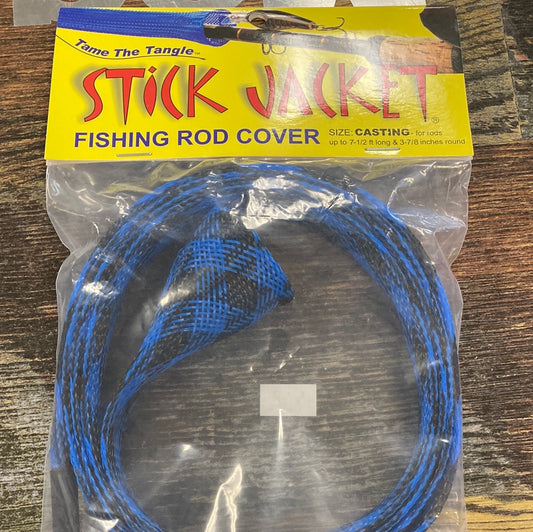 Tame The Tangle™
STiCK JACKET®
FISHING ROD COVER
SIZE: CASTING - for rods
up to 7-1/2 ft long & 3-7/8 inches round